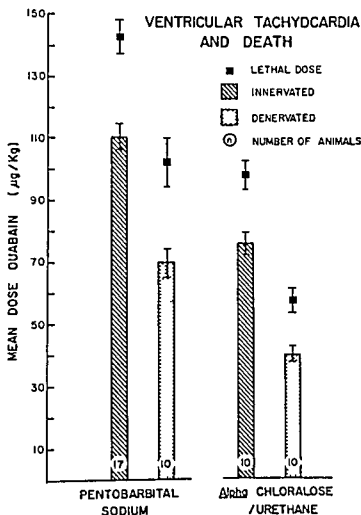 VENTRICULAR TACHYCARDIA
AND DEATH
LETHAL DOSE
INNERVATED
DENERVATED
n NUMBER OF ANIMALS
MEAN DOSE OUABAIN (µg/Kg)
150
130
110
90
70
50
30
10
17
10
10
10
PENTOBARBITAL
SODIUM
Alpha CHLORALOSE
/URETHANE